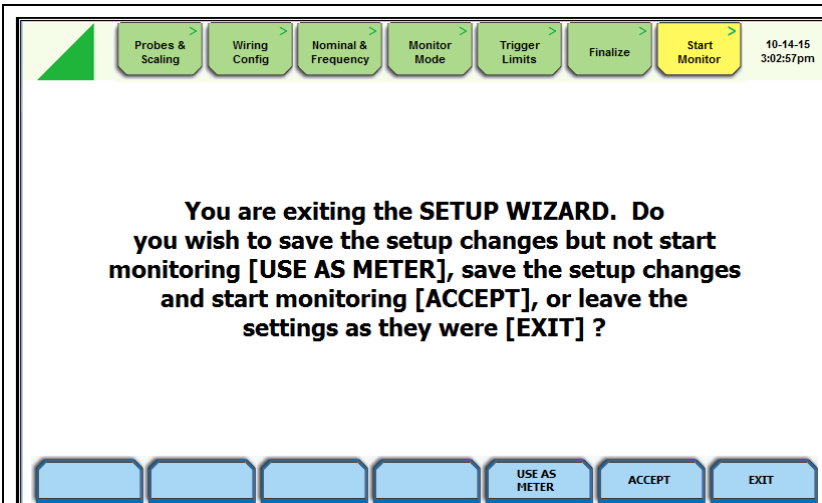 Probes & Scaling
Wiring Config
Nominal & Frequency
Monitor Mode
Trigger Limits
Finalize
Start Monitor
10-14-15
3:02:57pm
You are exiting the SETUP WIZARD. Do
you wish to save the setup changes but not start
monitoring [USE AS METER], save the setup changes
and start monitoring [ACCEPT], or leave the
settings as they were [EXIT] ?
USE AS
METER
ACCEPT
EXIT